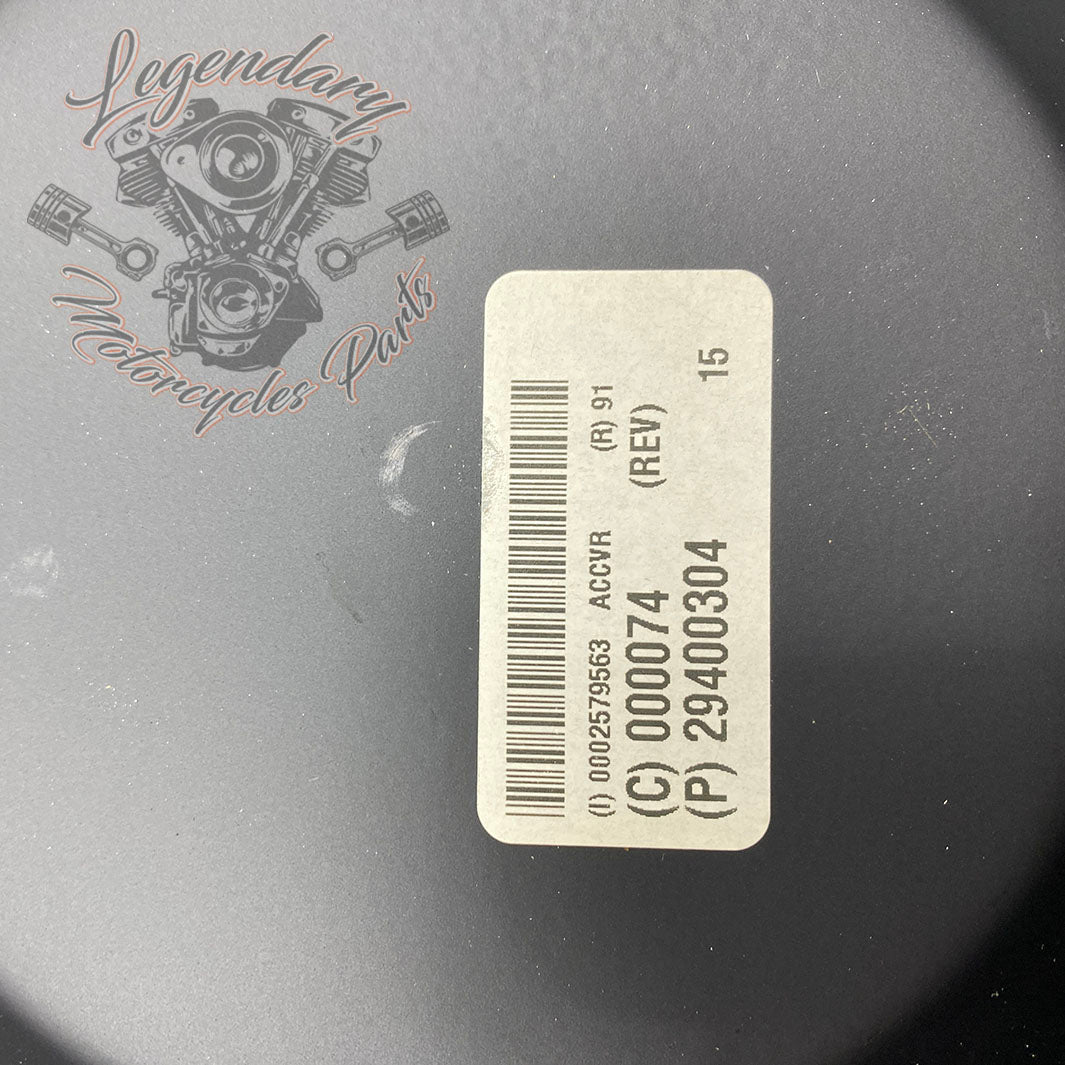 Legendary
Motorcycles Parts
(I) 0002579563 ACCVR (R) 91
(C) 000074 (REV)
(P) 29400304 15